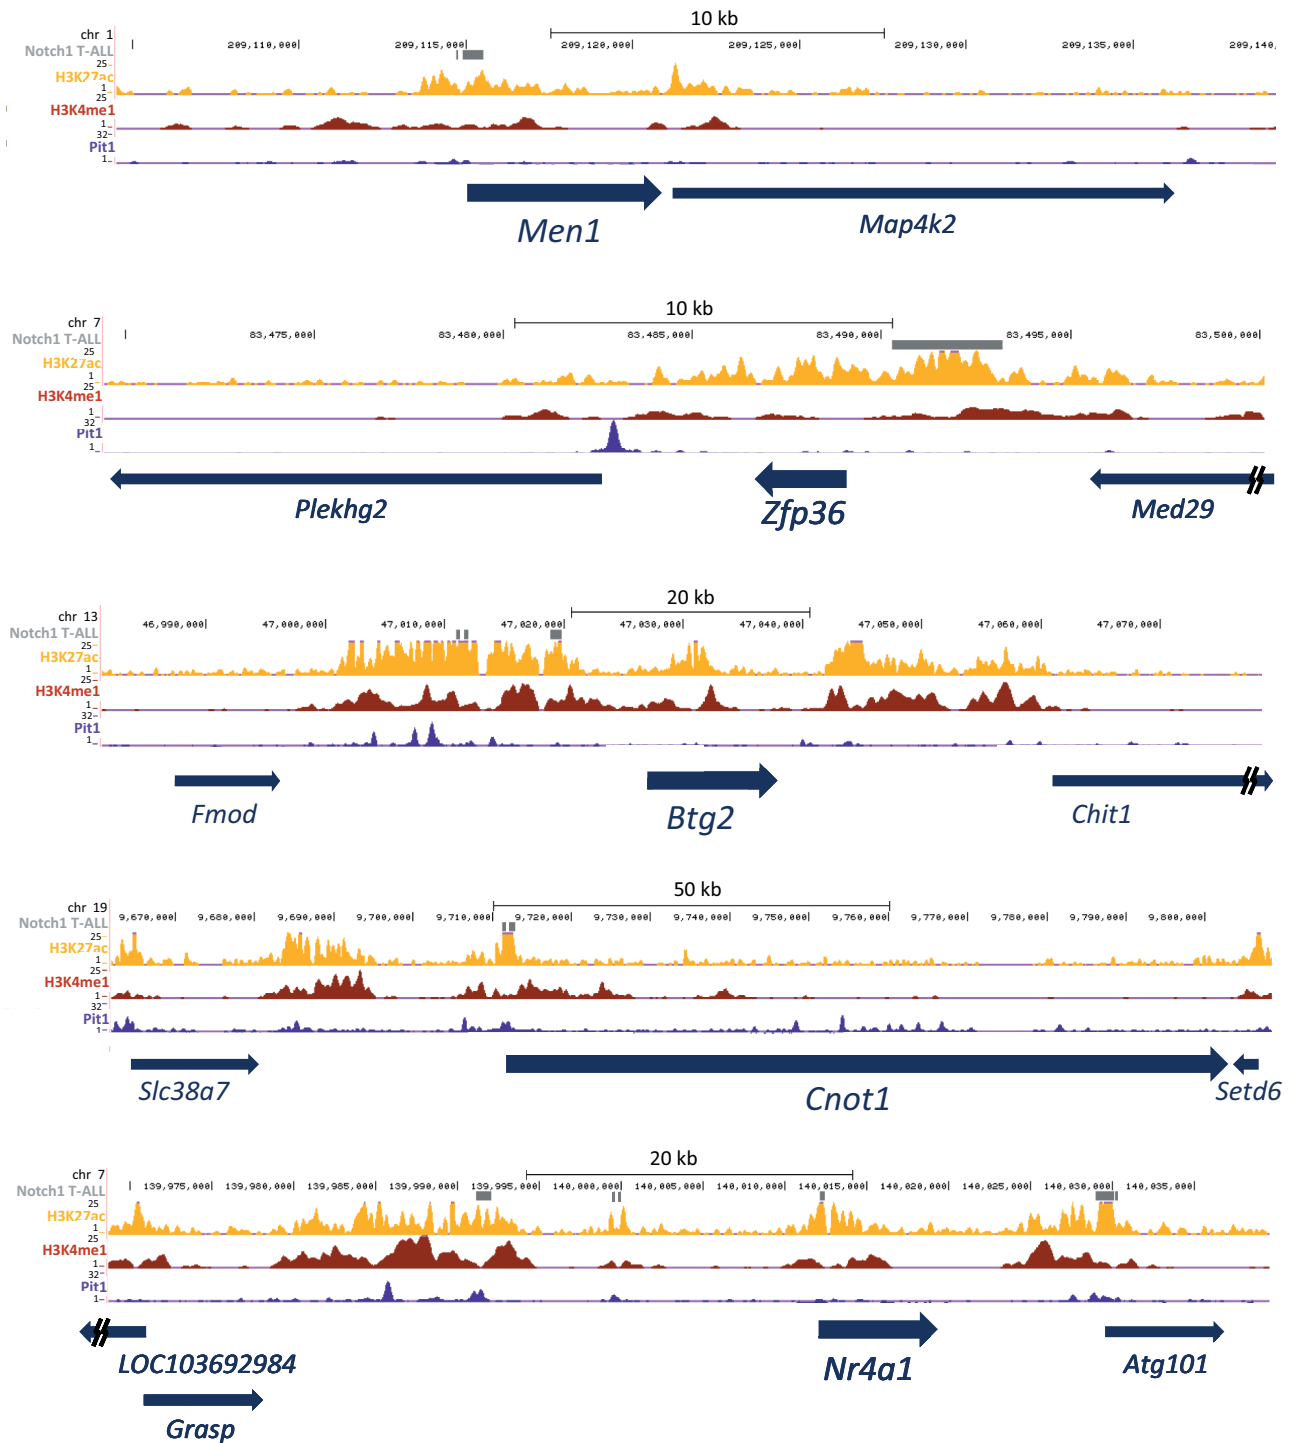 10 kb
chr 1
209,110,000| 209,115,000| 209,120,000| 209,125,000| 209,130,000| 209,135,000| 209,140,
Notch1 T-ALL
25
H3K27ac
1
25
H3K4me1
1
32
Pit1
1
Men1 Map4k2
10 kb
chr 7
83,475,000| 83,480,000| 83,485,000| 83,490,000| 83,495,000| 83,500,000|
Notch1 T-ALL
25
H3K27ac
1
25
H3K4me1
1
32
Pit1
1
Plekhg2 Zfp36 Med29
20 kb
chr 13
46,990,000| 47,000,000| 47,010,000| 47,020,000| 47,030,000| 47,040,000| 47,050,000| 47,060,000| 47,070,000|
Notch1 T-ALL
25
H3K27ac
1
25
H3K4me1
1
32
Pit1
1
Fmod Btg2 Chit1
50 kb
chr 19
9,670,000| 9,680,000| 9,690,000| 9,700,000| 9,710,000| 9,720,000| 9,730,000| 9,740,000| 9,750,000| 9,760,000| 9,770,000| 9,780,000| 9,790,000| 9,800,000|
Notch1 T-ALL
25
H3K27ac
1
25
H3K4me1
1
32
Pit1
1
Slc38a7 Cnot1 Setd6
20 kb
chr 7
139,975,000| 139,980,000| 139,985,000| 139,990,000| 139,995,000| 140,000,000| 140,005,000| 140,010,000| 140,015,000| 140,020,000| 140,025,000| 140,030,000| 140,035,000|
Notch1 T-ALL
25
H3K27ac
1
25
H3K4me1
1
32
Pit1
1
LOC103692984 Nr4a1 Atg101
Grasp